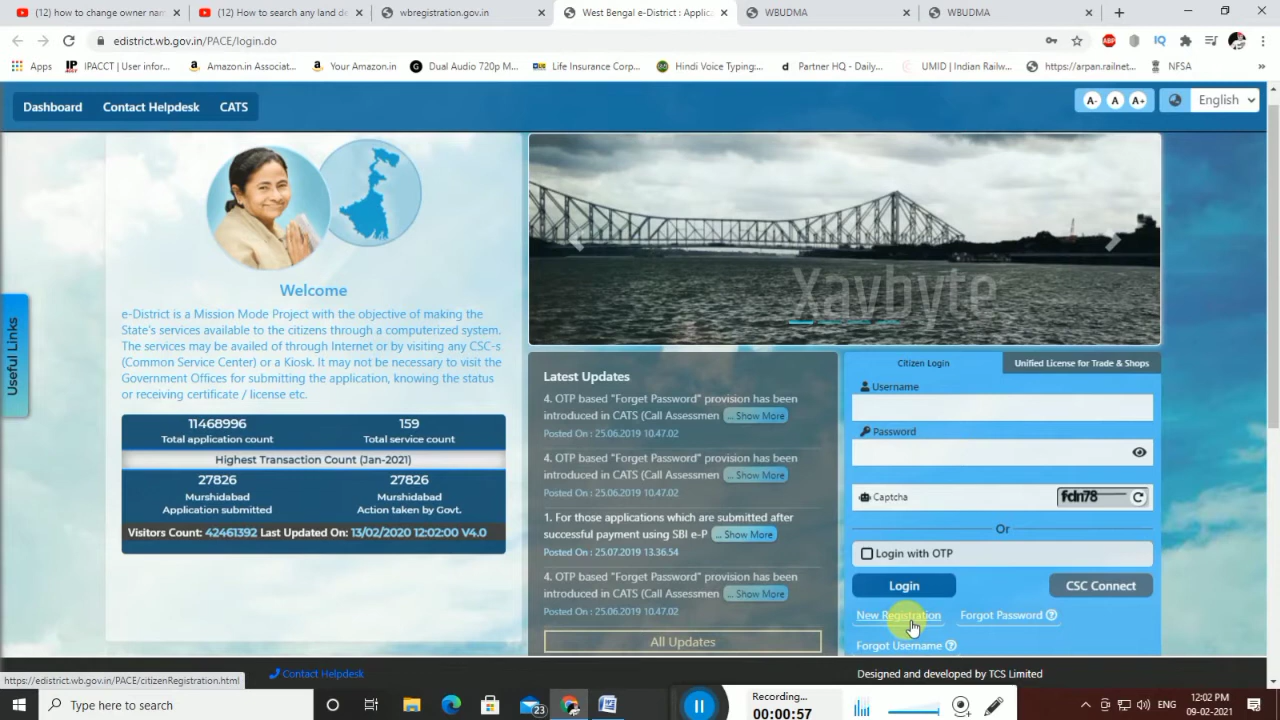 (12) how to change owner nam
(12) how to search any land de
wbregistration.gov.in
West Bengal e-District : Applica
WBUDMA
WBUDMA
edistrict.wb.gov.in/PACE/login.do
Apps
IPACCT | User infor...
Amazon.in Associat...
Your Amazon.in
Dual Audio 720p M...
Life Insurance Corp...
Hindi Voice Typing:...
Partner HQ - Daily...
UMID | Indian Railw...
https://arpan.railnet...
NFSA
Dashboard
Contact Helpdesk
CATS
A- A A+
English
Useful Links
Welcome
e-District is a Mission Mode Project with the objective of making the
State's services available to the citizens through a computerized system.
The services may be availed of through Internet or by visiting any CSC-s
(Common Service Center) or a Kiosk. It may not be necessary to visit the
Government Offices for submitting the application, knowing the status
or receiving certificate / license etc.
11468996 159
Total application count Total service count
Highest Transaction Count (Jan-2021)
27826 27826
Murshidabad Murshidabad
Application submitted Action taken by Govt.
Visitors Count: 42461392 Last Updated On: 13/02/2020 12:02:00 V4.0
Xaybyte
Latest Updates
4. OTP based "Forget Password" provision has been
introduced in CATS (Call Assessmen ... Show More
Posted On : 25.06.2019 10.47.02
4. OTP based "Forget Password" provision has been
introduced in CATS (Call Assessmen ... Show More
Posted On : 25.06.2019 10.47.02
1. For those applications which are submitted after
successful payment using SBI e-P ... Show More
Posted On : 25.07.2019 13.36.54
4. OTP based "Forget Password" provision has been
introduced in CATS (Call Assessmen ... Show More
Posted On : 25.06.2019 10.47.02
All Updates
Citizen Login
Unified License for Trade & Shops
Username
Password
Captcha
fcln78
Or
Login with OTP
Login
CSC Connect
New Registration
Forgot Password
Forgot Username
https://edistrict.wb.gov.in/PACE/citizenRegistration.html
Contact Helpdesk
Designed and developed by TCS Limited
Type here to search
23
Recording...
00:00:57
ENG
12:02 PM
09-02-2021